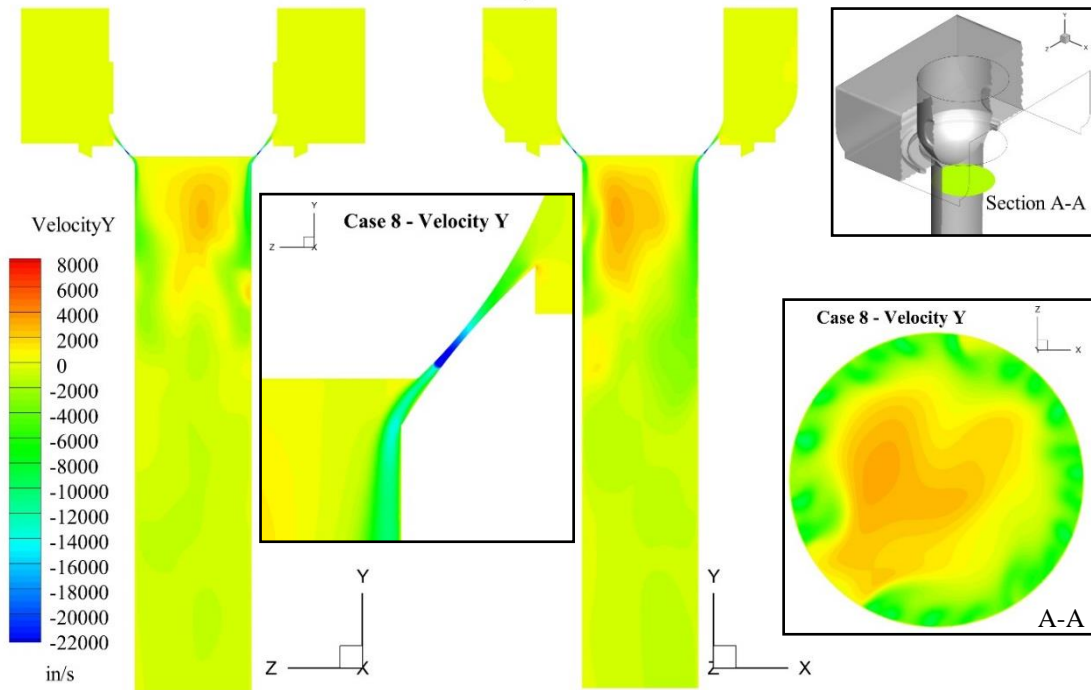 VelocityY
8000
6000
4000
2000
0
-2000
-4000
-6000
-8000
-10000
-12000
-14000
-16000
-18000
-20000
-22000
in/s
Y
Z X
Case 8 - Velocity Y
Y
Z X
Y
Z X
Y
Z X
Section A-A
Case 8 - Velocity Y
Z
Y X
A-A